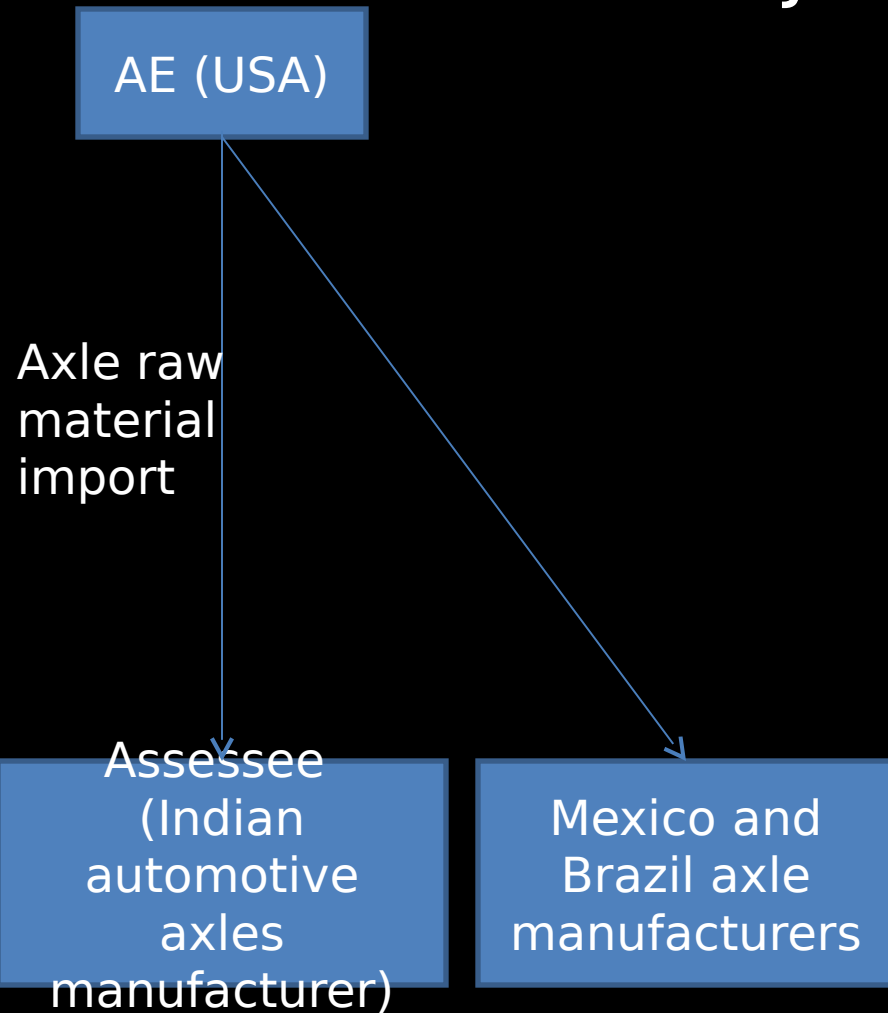 AE (USA)
Axle raw
material
import
Assessee
(Indian
automotive
axles
manufacturer)
Mexico and
Brazil axle
manufacturers